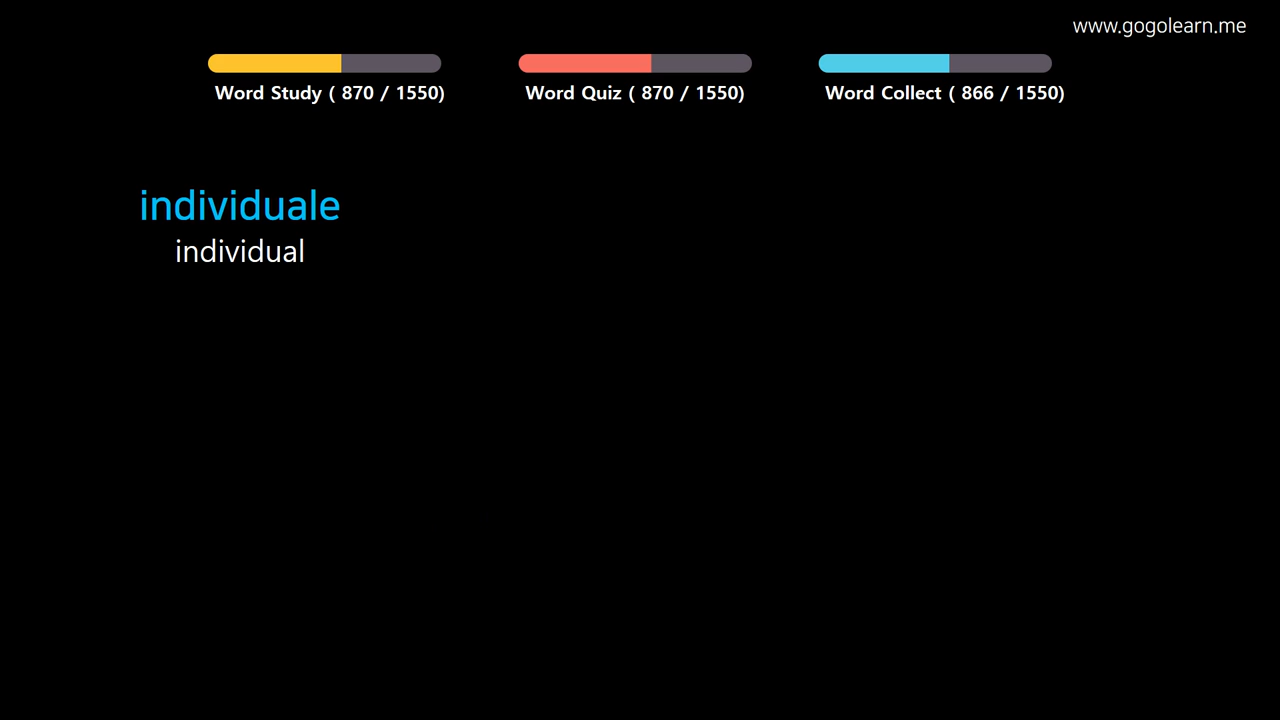 www.gogolearn.me
Word Study ( 870 / 1550)
Word Quiz ( 870 / 1550)
Word Collect ( 866 / 1550)
individuale
individual